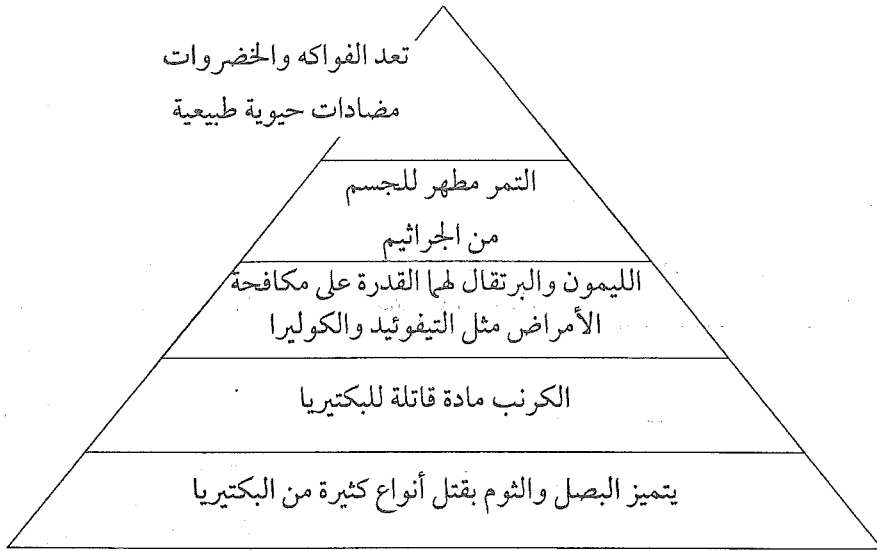 تعد الفواكه والخضروات
مضادات حيوية طبيعية
التمر مطهر للجسم
من الجراثيم
الليمون والبرتقال لهما القدرة على مكافحة
الأمراض مثل التيفوئيد والكوليرا
الكرنب مادة قاتلة للبكتيريا
يتميز البصل والثوم بقتل أنواع كثيرة من البكتيريا